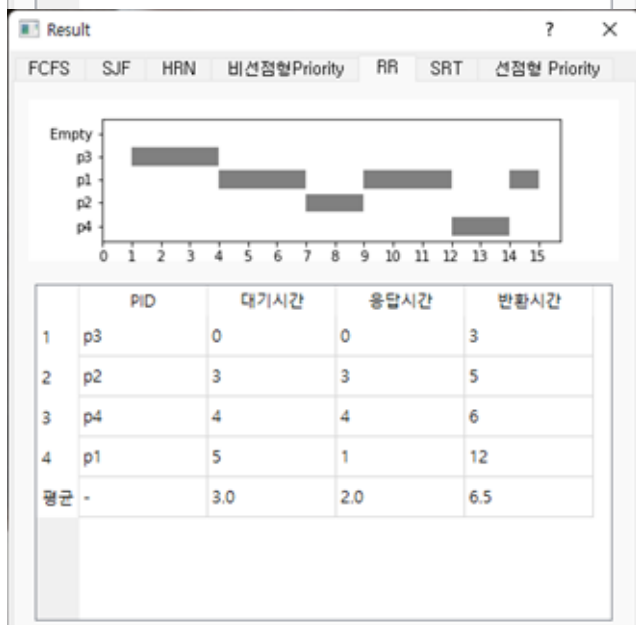 Result ? ×
FCFS SJF HRN 비선점형Priority RR SRT 선점형 Priority
Empty
p3
p1
p2
p4
0 1 2 3 4 5 6 7 8 9 10 11 12 13 14 15
PID 대기시간 응답시간 반환시간
1 p3 0 0 3
2 p2 3 3 5
3 p4 4 4 6
4 p1 5 1 12
평균 - 3.0 2.0 6.5